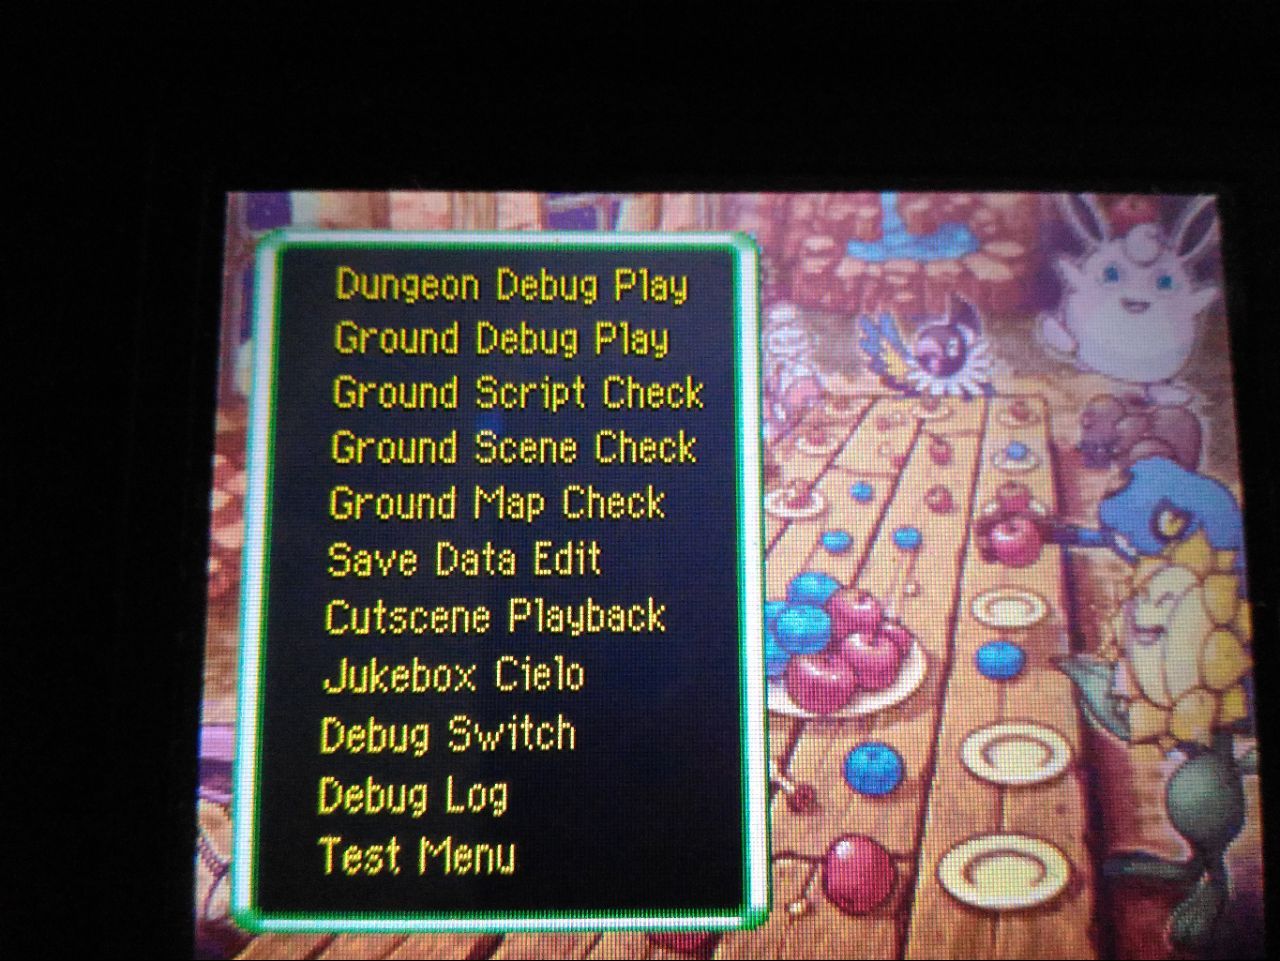 Dungeon Debug Play
Ground Debug Play
Ground Script Check
Ground Scene Check
Ground Map Check
Save Data Edit
Cutscene Playback
Jukebox Cielo
Debug Switch
Debug Log
Test Menu